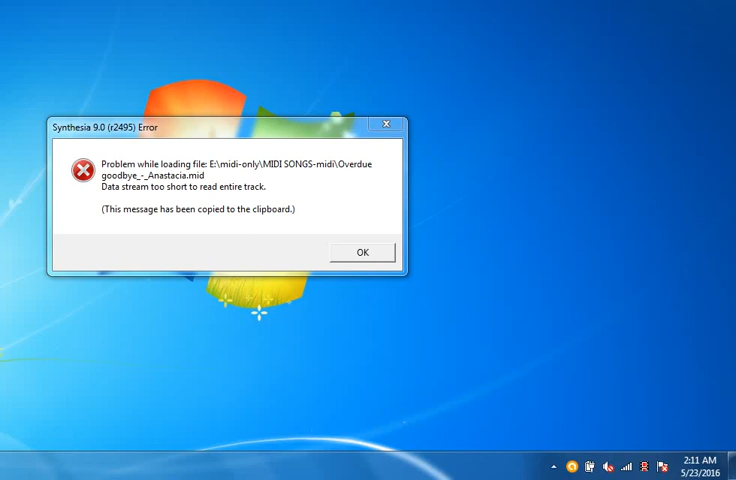 Synthesia 9.0 (r2495) Error
Problem while loading file: E:\midi-only\MIDI SONGS-midi\Overdue
goodbye_-_Anastacia.mid
Data stream too short to read entire track.
(This message has been copied to the clipboard.)
OK
2:11 AM
5/23/2016